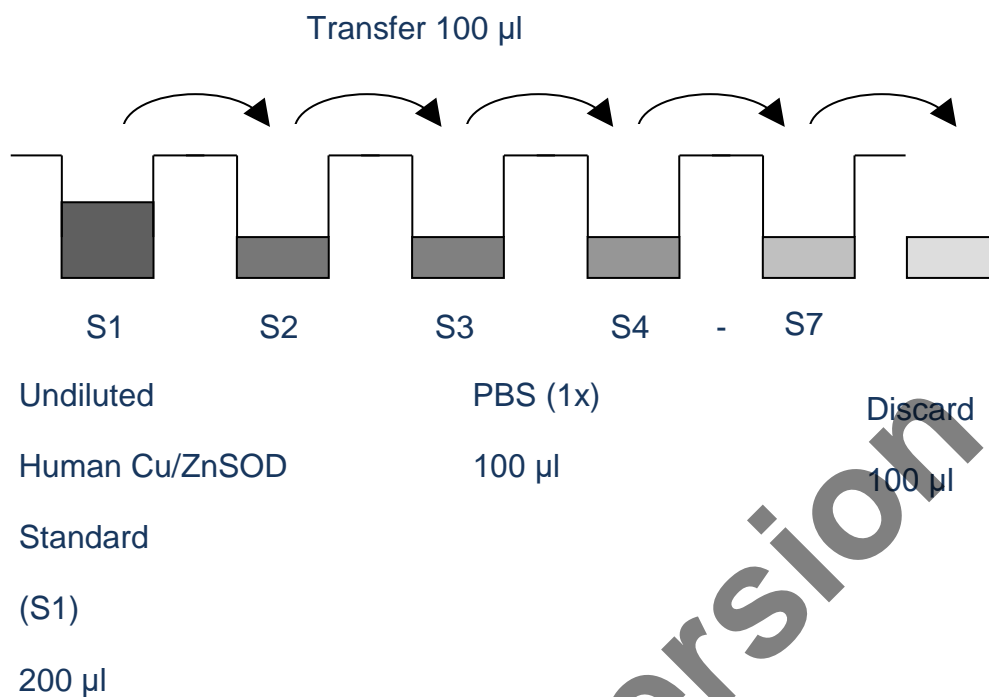 Transfer 100 µl
S1 S2 S3 S4 - S7
Undiluted PBS (1x) Discard
Human Cu/ZnSOD 100 µl 100 µl
Standard
(S1)
200 µl
ersion